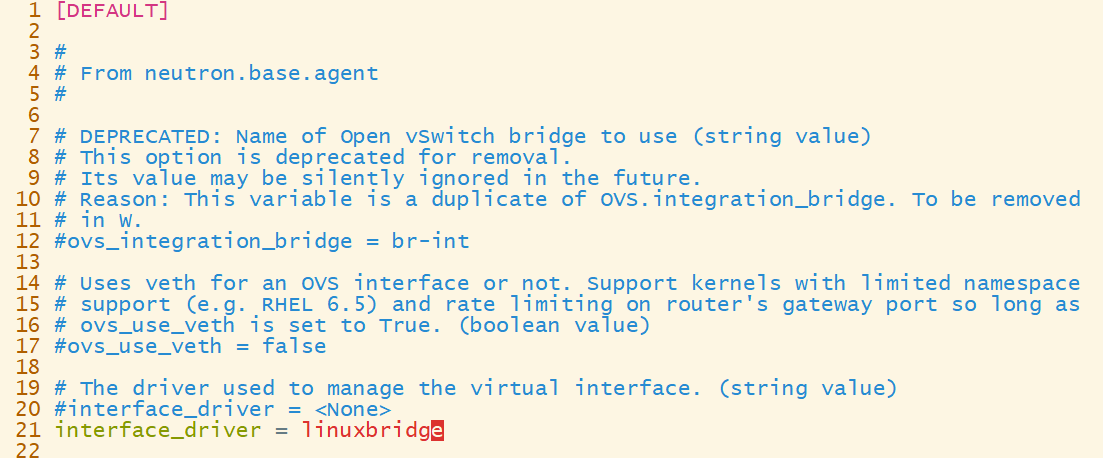 1 [DEFAULT]
2
3 #
4 # From neutron.base.agent
5 #
6
7 # DEPRECATED: Name of Open vSwitch bridge to use (string value)
8 # This option is deprecated for removal.
9 # Its value may be silently ignored in the future.
10 # Reason: This variable is a duplicate of OVS.integration_bridge. To be removed
11 # in W.
12 #ovs_integration_bridge = br-int
13
14 # Uses veth for an OVS interface or not. Support kernels with limited namespace
15 # support (e.g. RHEL 6.5) and rate limiting on router's gateway port so long as
16 # ovs_use_veth is set to True. (boolean value)
17 #ovs_use_veth = false
18
19 # The driver used to manage the virtual interface. (string value)
20 #interface_driver = <None>
21 interface_driver = linuxbridge
22